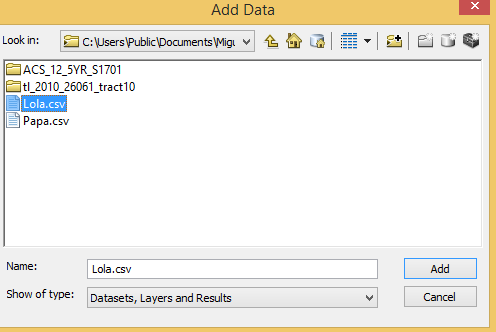 Add Data
Look in: C:\Users\Public\Documents\Migu
ACS_12_5YR_S1701
tl_2010_26061_tract10
Lola.csv
Papa.csv
Name: Lola.csv Add
Show of type: Datasets, Layers and Results Cancel